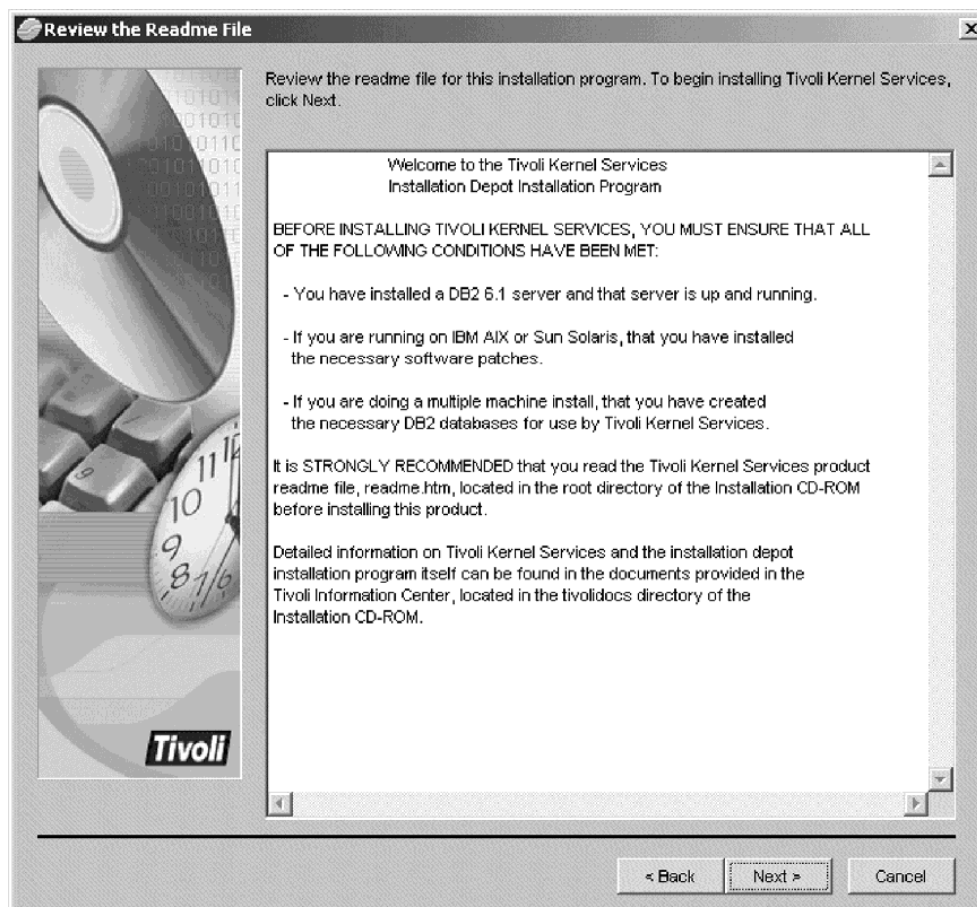 Review the Readme File
Review the readme file for this installation program. To begin installing Tivoli Kernel Services,
click Next.
Welcome to the Tivoli Kernel Services
Installation Depot Installation Program
BEFORE INSTALLING TIVOLI KERNEL SERVICES, YOU MUST ENSURE THAT ALL
OF THE FOLLOWING CONDITIONS HAVE BEEN MET:
- You have installed a DB2 6.1 server and that server is up and running.
- If you are running on IBM AIX or Sun Solaris, that you have installed
the necessary software patches.
- If you are doing a multiple machine install, that you have created
the necessary DB2 databases for use by Tivoli Kernel Services.
It is STRONGLY RECOMMENDED that you read the Tivoli Kernel Services product
readme file, readme.htm, located in the root directory of the Installation CD-ROM
before installing this product.
Detailed information on Tivoli Kernel Services and the installation depot
installation program itself can be found in the documents provided in the
Tivoli Information Center, located in the tivolidocs directory of the
Installation CD-ROM.
Tivoli
< Back
Next >
Cancel